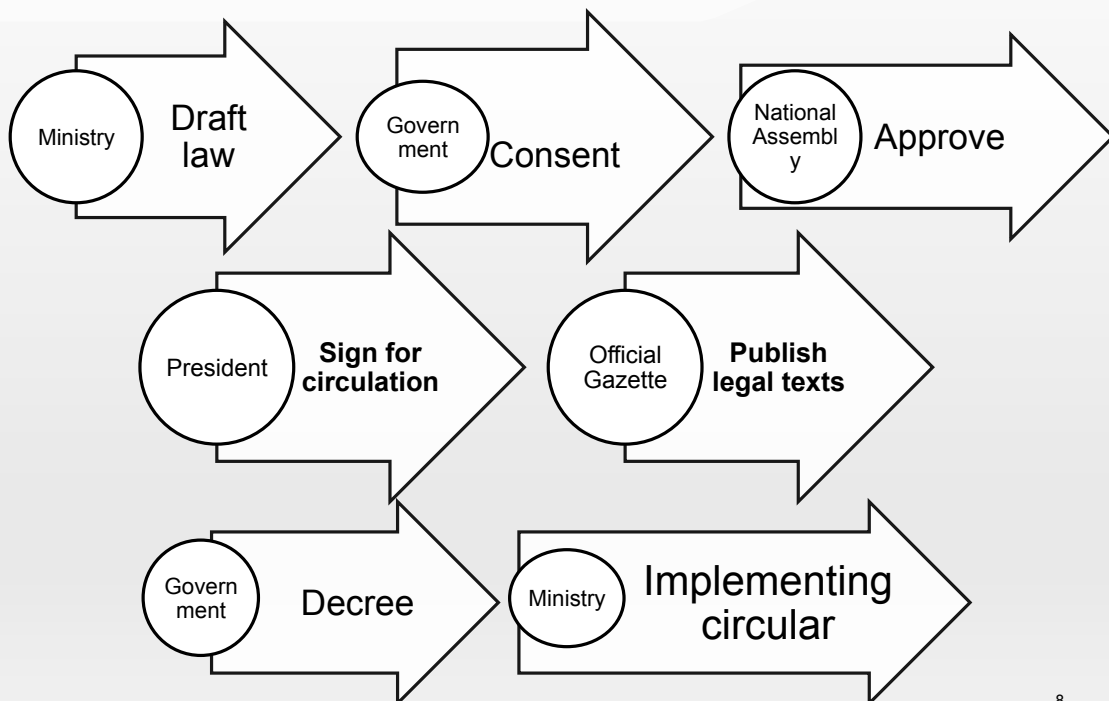 Ministry
Draft
law
Govern
ment
Consent
National
Assembl
y
Approve
President
Sign for
circulation
Official
Gazette
Publish
legal texts
Govern
ment
Decree
Ministry
Implementing
circular
8